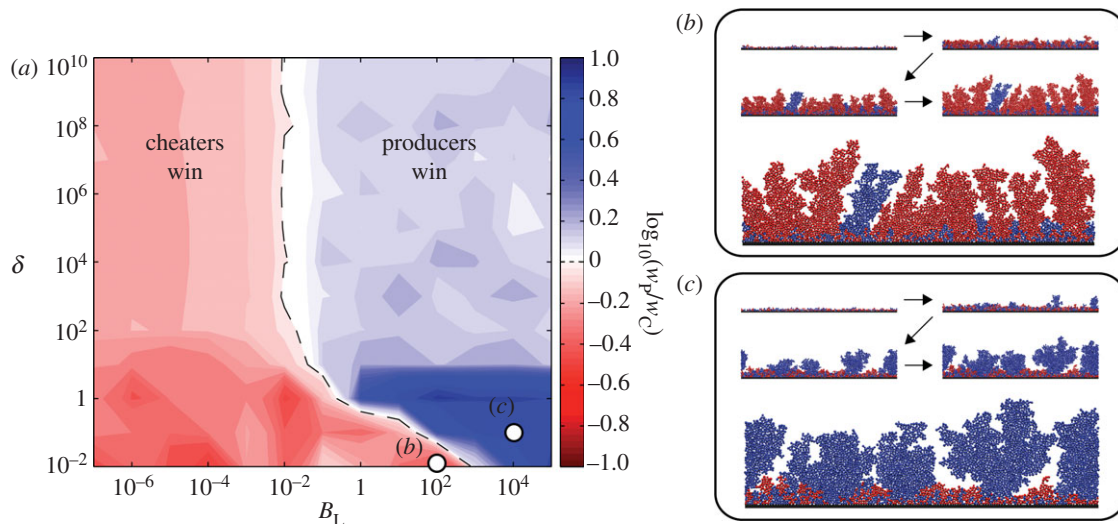 (a)
10^10
10^8
10^6
10^4
10^2
1
10^−2
δ
cheaters
win
producers
win
(c)
(b)
10^−6
10^−4
10^−2
1
10^2
10^4
B_L
1.0
0.8
0.6
0.4
0.2
0
−0.2
−0.4
−0.6
−0.8
−1.0
log_10(w_P/w_C)
(b)
(c)